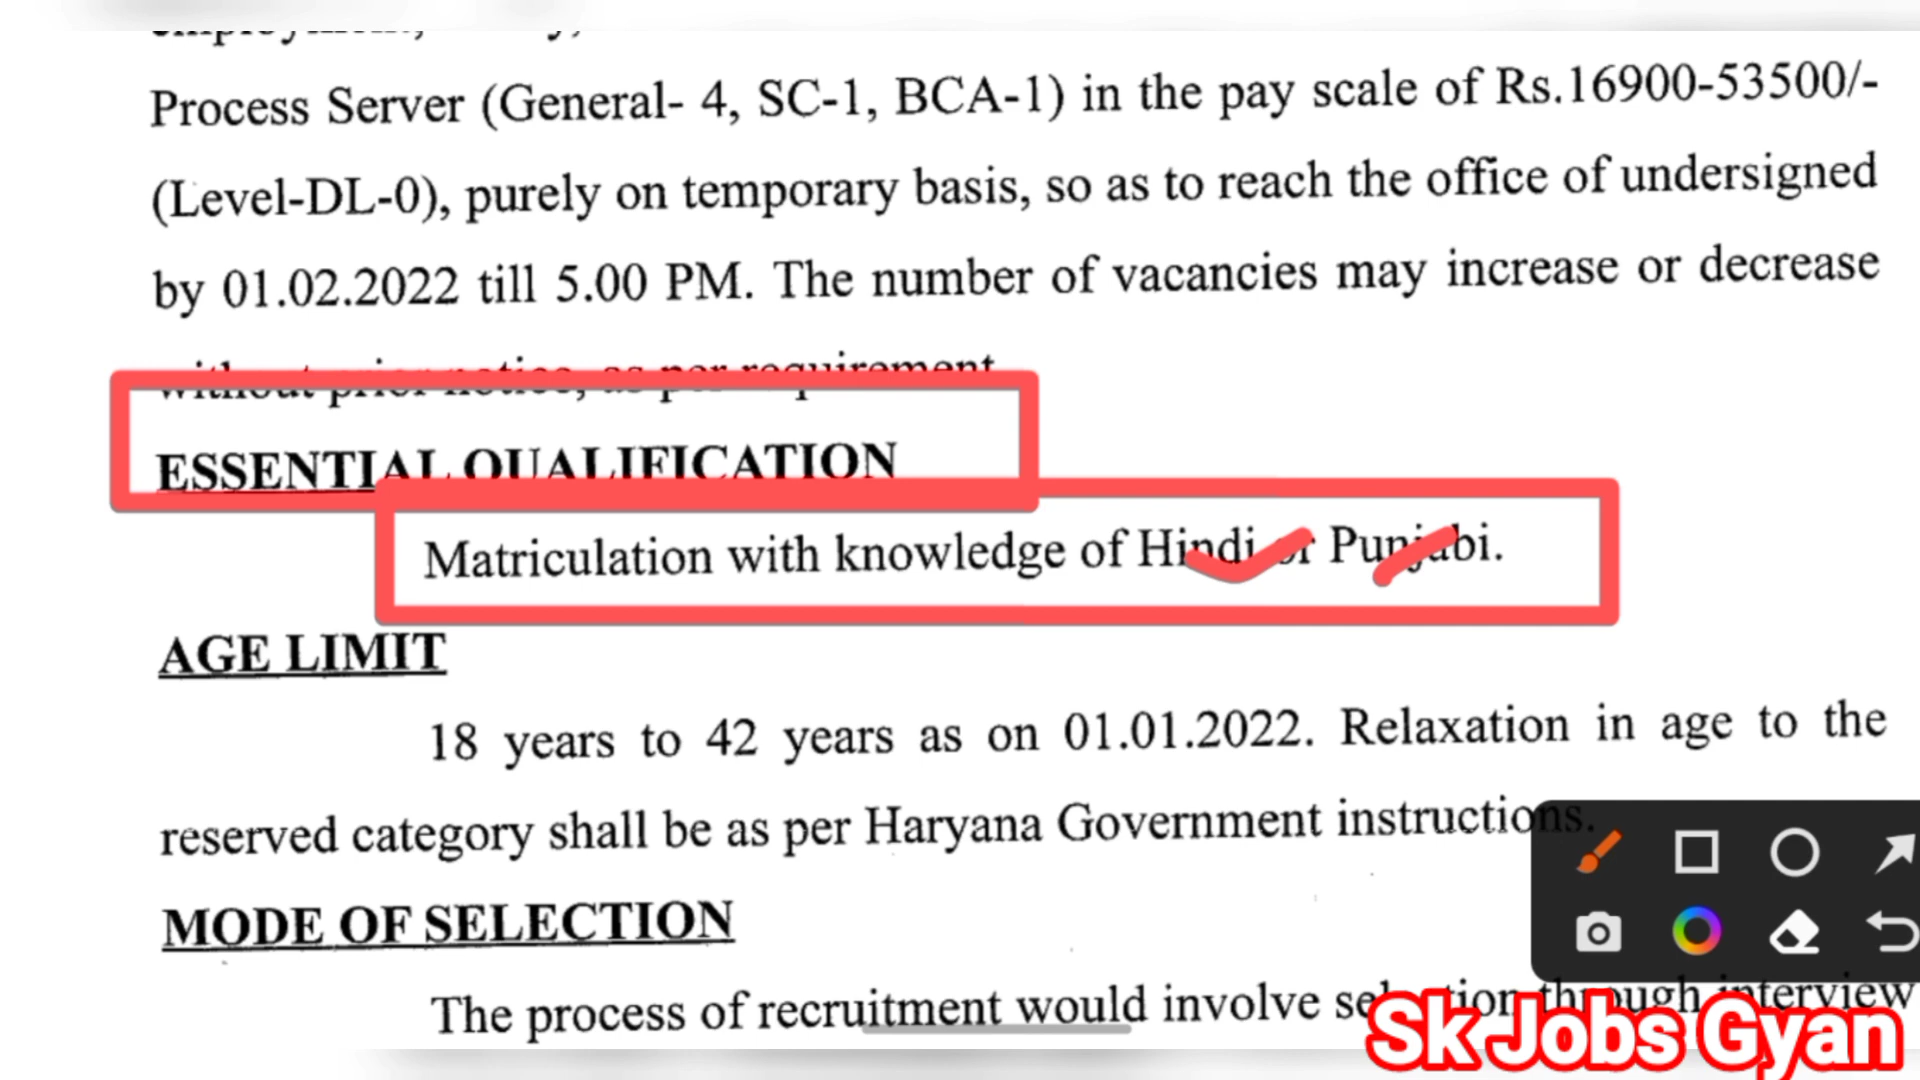 Process Server (General- 4, SC-1, BCA-1) in the pay scale of Rs.16900-53500/-
(Level-DL-0), purely on temporary basis, so as to reach the office of undersigned
by 01.02.2022 till 5.00 PM. The number of vacancies may increase or decrease
without prior notice, as per requirement
ESSENTIAL QUALIFICATION
Matriculation with knowledge of Hindi or Punjabi.
AGE LIMIT
18 years to 42 years as on 01.01.2022. Relaxation in age to the
reserved category shall be as per Haryana Government instructions.
MODE OF SELECTION
The process of recruitment would involve selection through interview
Sk Jobs Gyan